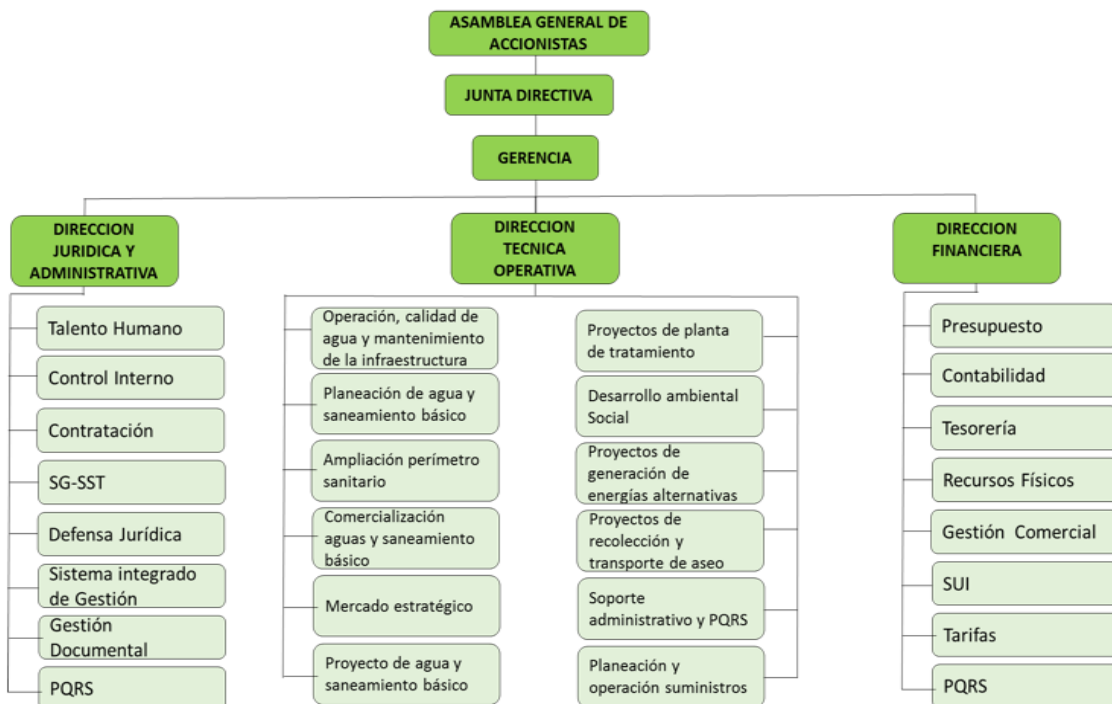 ASAMBLEA GENERAL DE
ACCIONISTAS
JUNTA DIRECTIVA
GERENCIA
DIRECCION
JURIDICA Y
ADMINISTRATIVA
Talento Humano
Control Interno
Contratación
SG-SST
Defensa Jurídica
Sistema integrado
de Gestión
Gestión
Documental
PQRS
DIRECCION
TECNICA
OPERATIVA
Operación, calidad de
agua y mantenimiento
de la infraestructura
Planeación de agua y
saneamiento básico
Ampliación perímetro
sanitario
Comercialización
aguas y saneamiento
básico
Mercado estratégico
Proyecto de agua y
saneamiento básico
Proyectos de planta
de tratamiento
Desarrollo ambiental
Social
Proyectos de
generación de
energías alternativas
Proyectos de
recolección y
transporte de aseo
Soporte
administrativo y PQRS
Planeación y
operación suministros
DIRECCION
FINANCIERA
Presupuesto
Contabilidad
Tesorería
Recursos Físicos
Gestión Comercial
SUI
Tarifas
PQRS